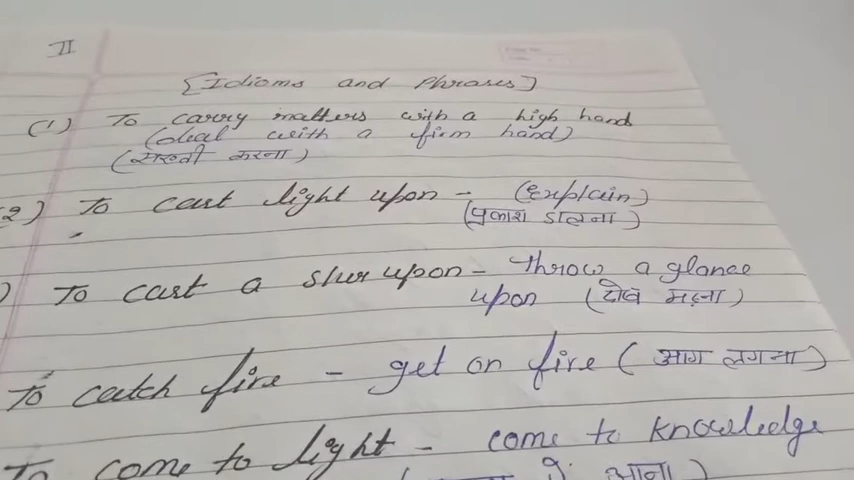 II
[Idioms and Phrases]
(1) To carry matters with a high hand
(deal with a firm hand)
(सख्ती करना)
2) To cast light upon - (Explain)
(प्रकाश डालना)
) To cast a slur upon - Throw a glance
upon (दोष मढ़ना)
To catch fire - get on fire (आग लगना)
To come to light - come to knowledge
में आना)